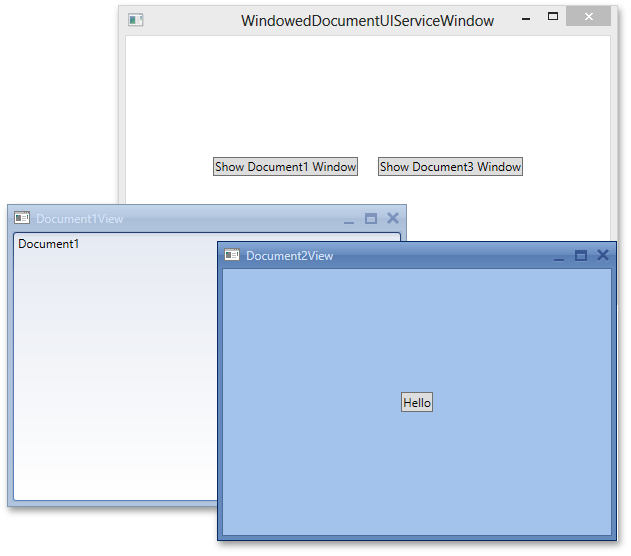 WindowedDocumentUIServiceWindow
Show Document1 Window
Show Document3 Window
Document1View
Document1
Document2View
Hello